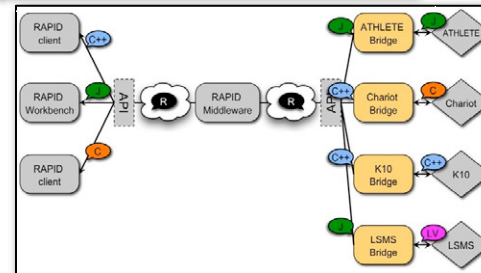 RAPID
client
C++
RAPID
Workbench
J
RAPID
client
C
API
R
RAPID
Middleware
R
API
J
ATHLETE
Bridge
J
ATHLETE
C++
Chariot
Bridge
C
Chariot
C++
K10
Bridge
C++
K10
J
LSMS
Bridge
LV
LSMS